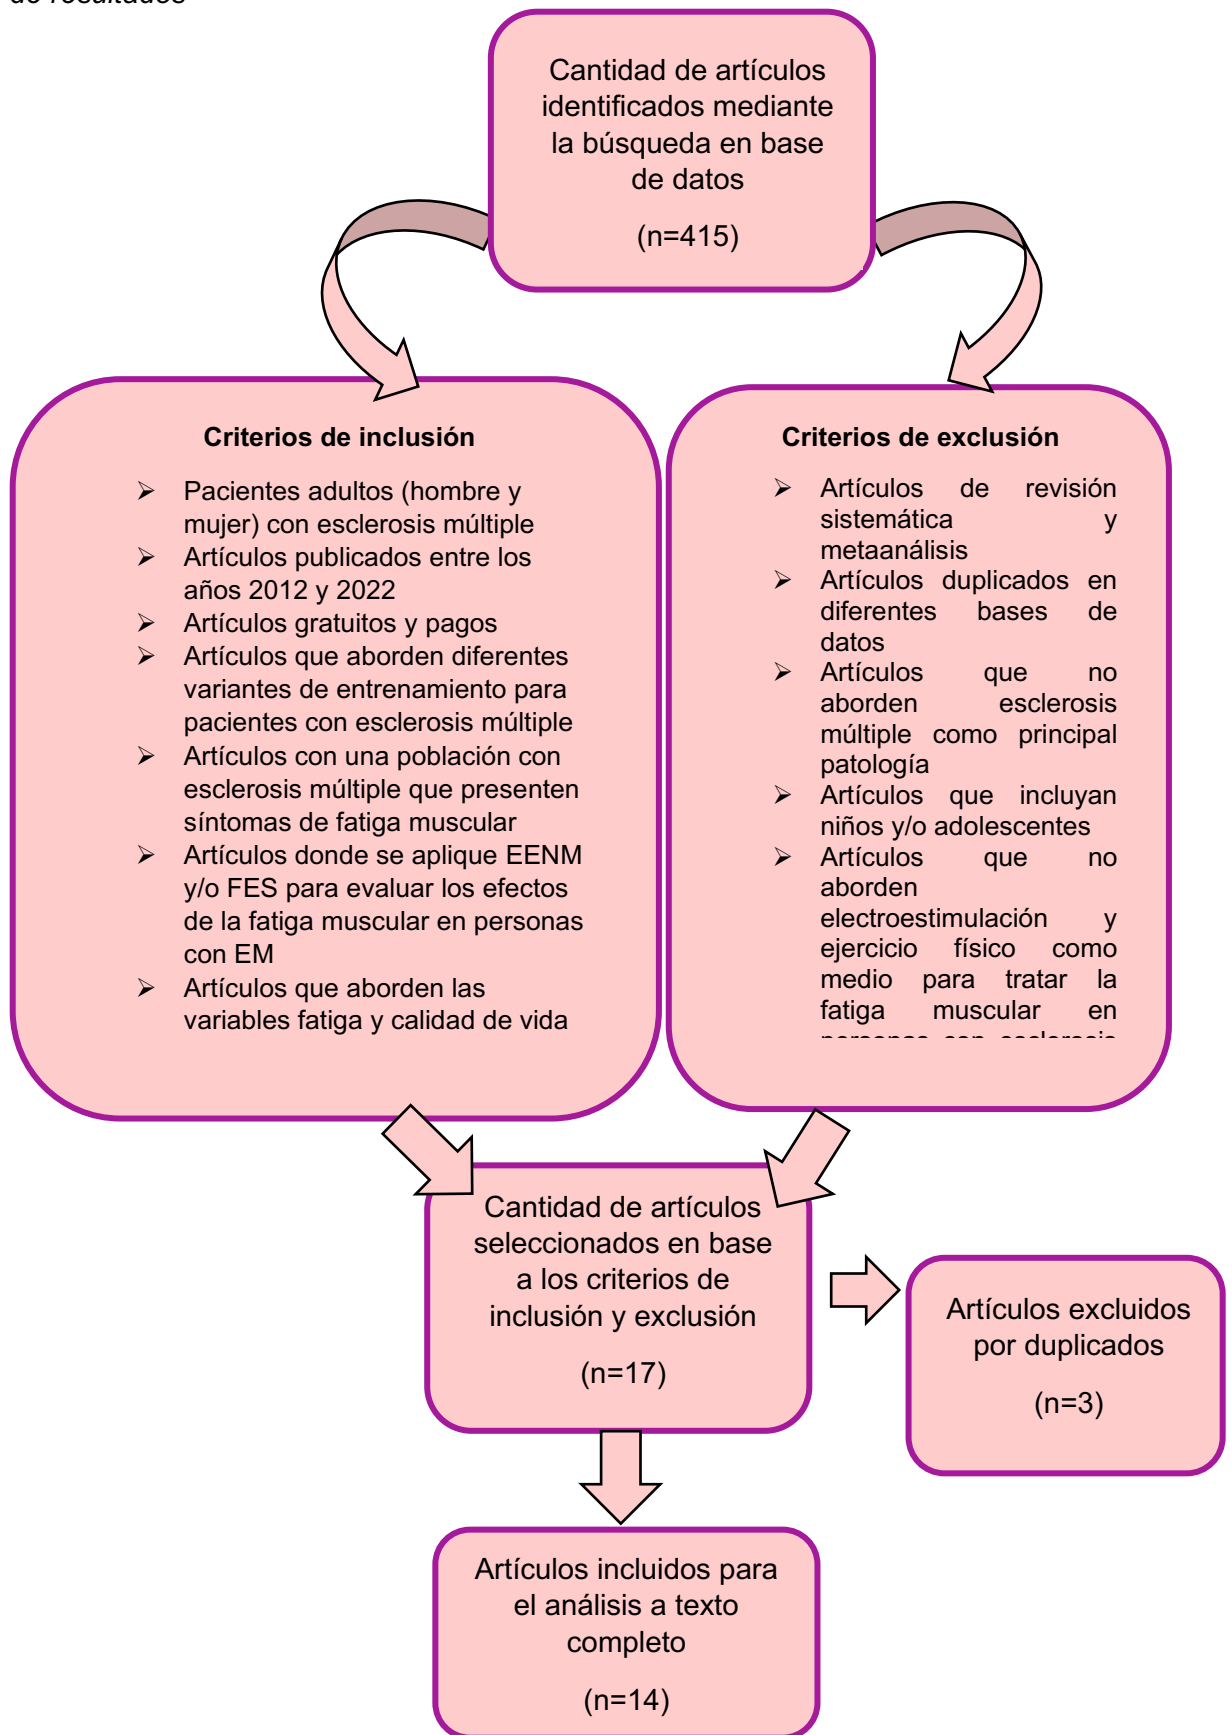 de resultados
Cantidad de artículos
identificados mediante
la búsqueda en base
de datos
(n=415)
Criterios de inclusión
➢ Pacientes adultos (hombre y
mujer) con esclerosis múltiple
➢ Artículos publicados entre los
años 2012 y 2022
➢ Artículos gratuitos y pagos
➢ Artículos que aborden diferentes
variantes de entrenamiento para
pacientes con esclerosis múltiple
➢ Artículos con una población con
esclerosis múltiple que presenten
síntomas de fatiga muscular
➢ Artículos donde se aplique EENM
y/o FES para evaluar los efectos
de la fatiga muscular en personas
con EM
➢ Artículos que aborden las
variables fatiga y calidad de vida
Criterios de exclusión
➢ Artículos de revisión
sistemática y
metaanálisis
➢ Artículos duplicados en
diferentes bases de
datos
➢ Artículos que no
aborden esclerosis
múltiple como principal
patología
➢ Artículos que incluyan
niños y/o adolescentes
➢ Artículos que no
aborden
electroestimulación y
ejercicio físico como
medio para tratar la
fatiga muscular en
personas con esclerosis
Cantidad de artículos
seleccionados en base
a los criterios de
inclusión y exclusión
(n=17)
Artículos excluidos
por duplicados
(n=3)
Artículos incluidos para
el análisis a texto
completo
(n=14)